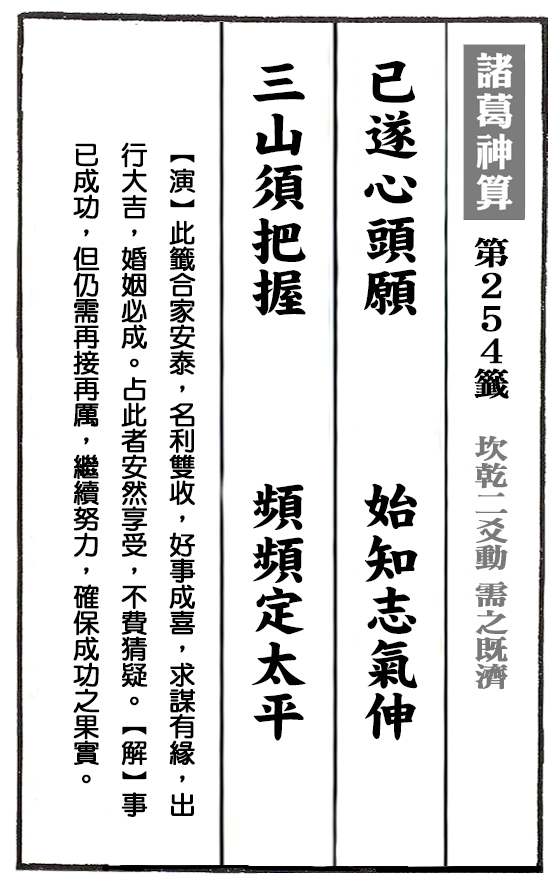 諸葛神算 第254籤 坎乾二爻動 需之既濟
已遂心頭願 始知志氣伸
三山須把握 頻頻定太平
【演】此籤合家安泰，名利雙收，好事成喜，求謀有緣，出
行大吉，婚姻必成。占此者安然享受，不費猜疑。【解】事
已成功，但仍需再接再厲，繼續努力，確保成功之果實。